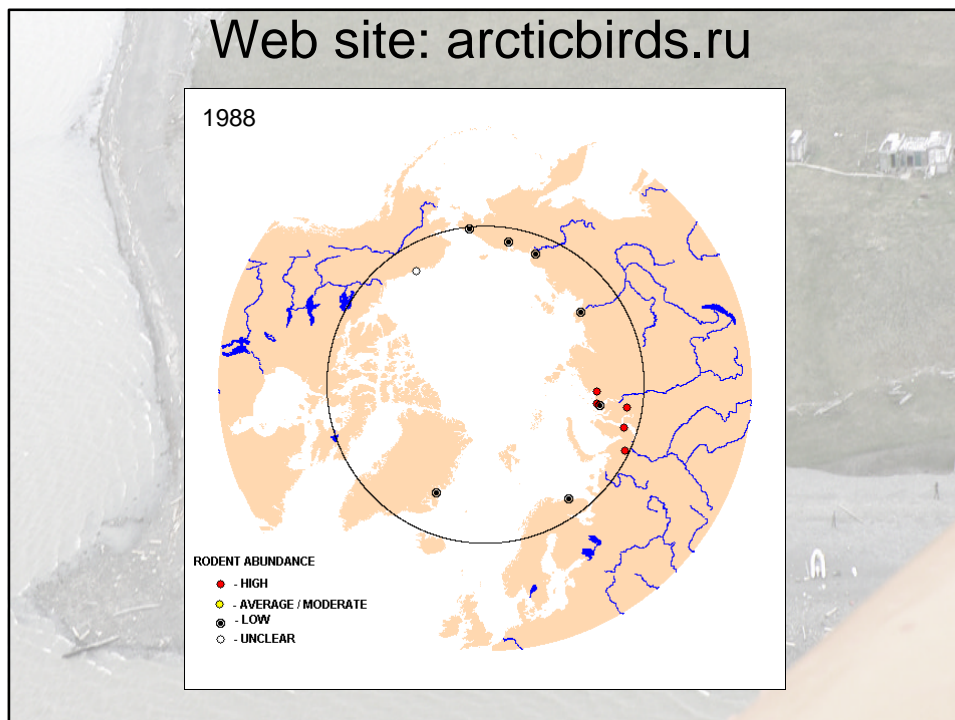 Web site: arcticbirds.ru
1988
RODENT ABUNDANCE
- HIGH
- AVERAGE / MODERATE
- LOW
- UNCLEAR